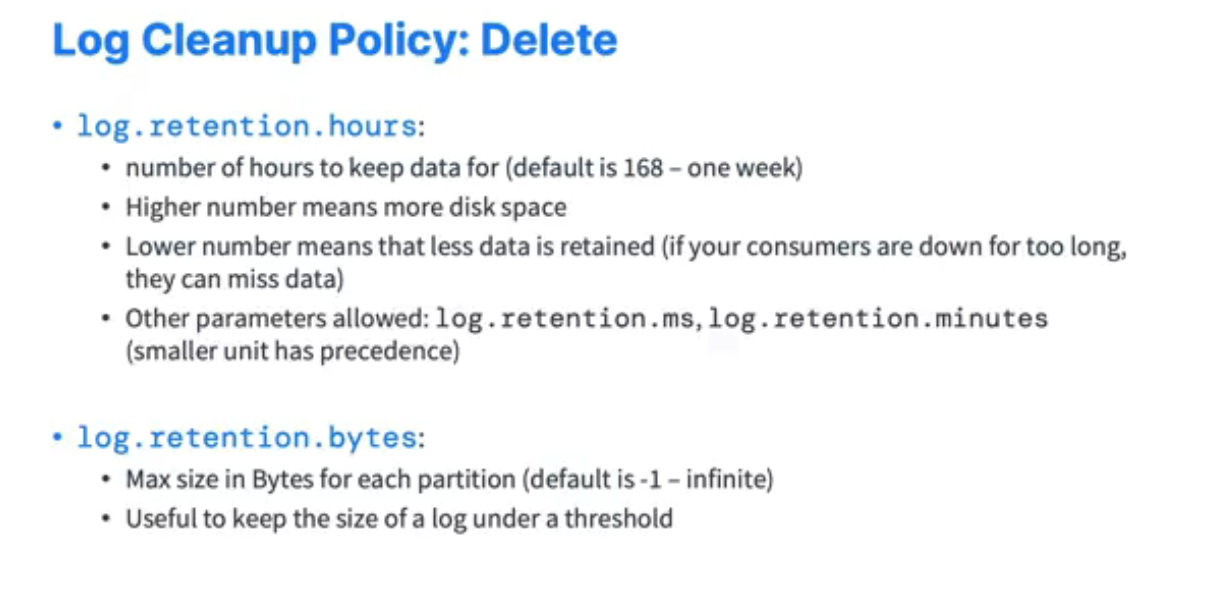 Log Cleanup Policy: Delete
• log.retention.hours:
• number of hours to keep data for (default is 168 – one week)
• Higher number means more disk space
• Lower number means that less data is retained (if your consumers are down for too long,
they can miss data)
• Other parameters allowed: log.retention.ms, log.retention.minutes
(smaller unit has precedence)
• log.retention.bytes:
• Max size in Bytes for each partition (default is -1 – infinite)
• Useful to keep the size of a log under a threshold